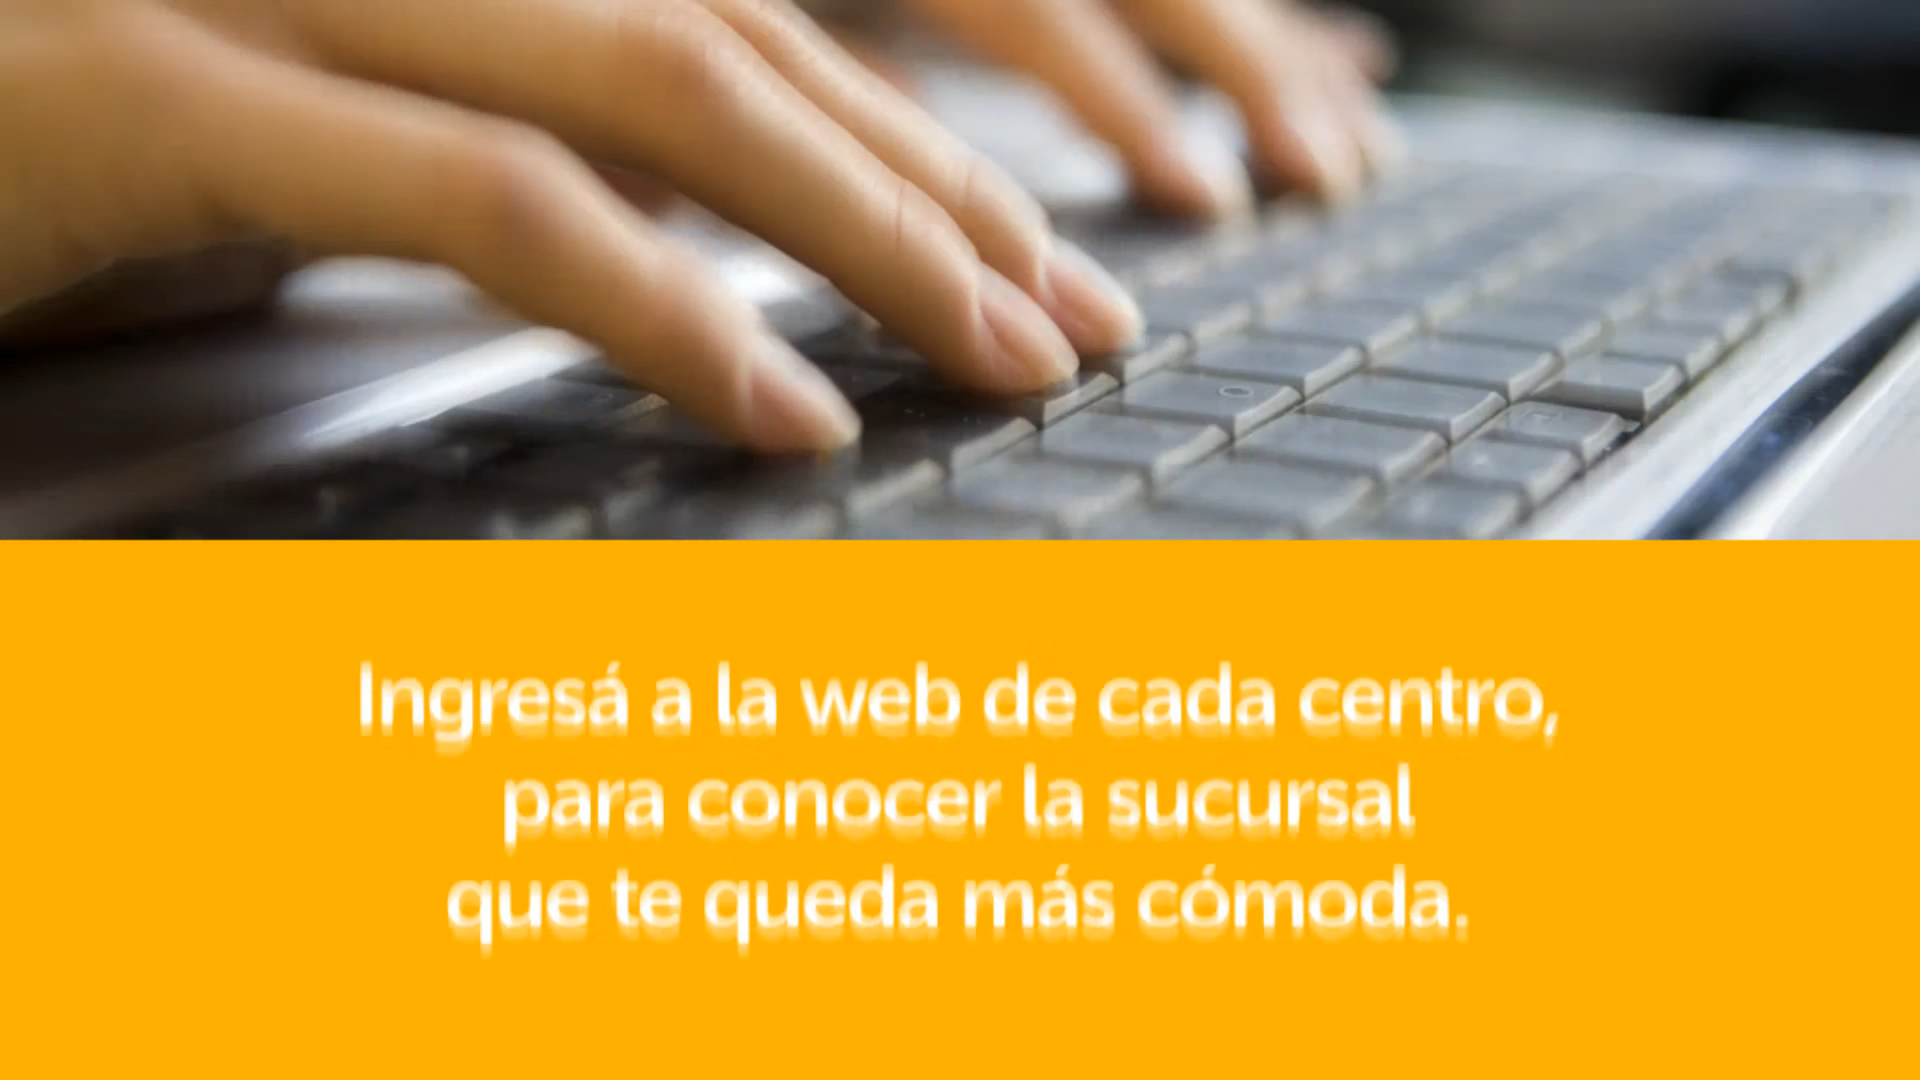 Ingresá a la web de cada centro,
para conocer la sucursal
que te queda más cómoda.